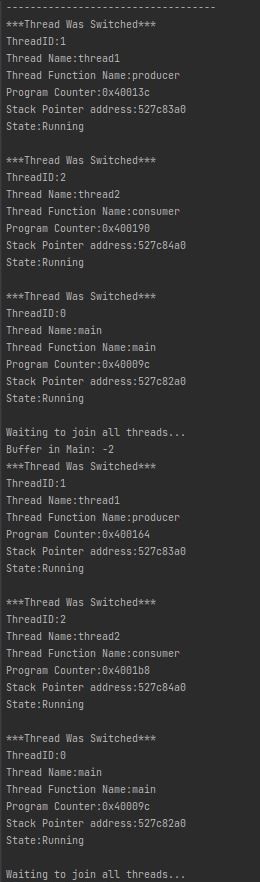 -----------------------------------
***Thread Was Switched***
ThreadID:1
Thread Name:thread1
Thread Function Name:producer
Program Counter:0x40013c
Stack Pointer address:527c83a0
State:Running
***Thread Was Switched***
ThreadID:2
Thread Name:thread2
Thread Function Name:consumer
Program Counter:0x400190
Stack Pointer address:527c84a0
State:Running
***Thread Was Switched***
ThreadID:0
Thread Name:main
Thread Function Name:main
Program Counter:0x40009c
Stack Pointer address:527c82a0
State:Running
Waiting to join all threads...
Buffer in Main: -2
***Thread Was Switched***
ThreadID:1
Thread Name:thread1
Thread Function Name:producer
Program Counter:0x400164
Stack Pointer address:527c83a0
State:Running
***Thread Was Switched***
ThreadID:2
Thread Name:thread2
Thread Function Name:consumer
Program Counter:0x4001b8
Stack Pointer address:527c84a0
State:Running
***Thread Was Switched***
ThreadID:0
Thread Name:main
Thread Function Name:main
Program Counter:0x40009c
Stack Pointer address:527c82a0
State:Running
Waiting to join all threads...